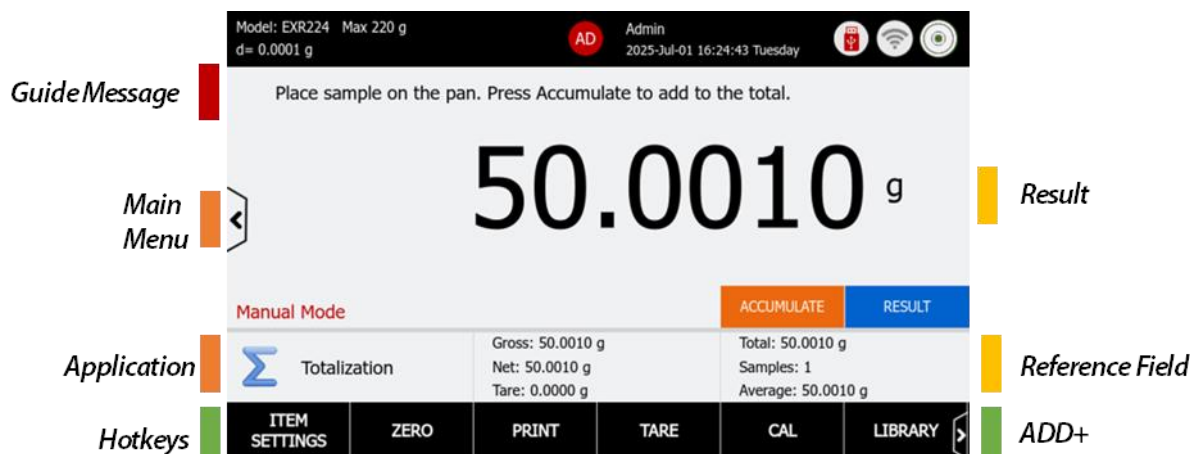 Model: EXR224 Max 220 g
d= 0.0001 g
AD
Admin
2025-Jul-01 16:24:43 Tuesday
Guide Message
Place sample on the pan. Press Accumulate to add to the total.
50.0010 g
Main
Menu
Result
Manual Mode
ACCUMULATE
RESULT
Application
Totalization
Gross: 50.0010 g
Net: 50.0010 g
Tare: 0.0000 g
Total: 50.0010 g
Samples: 1
Average: 50.0010 g
Reference Field
Hotkeys
ITEM
SETTINGS
ZERO
PRINT
TARE
CAL
LIBRARY
ADD+